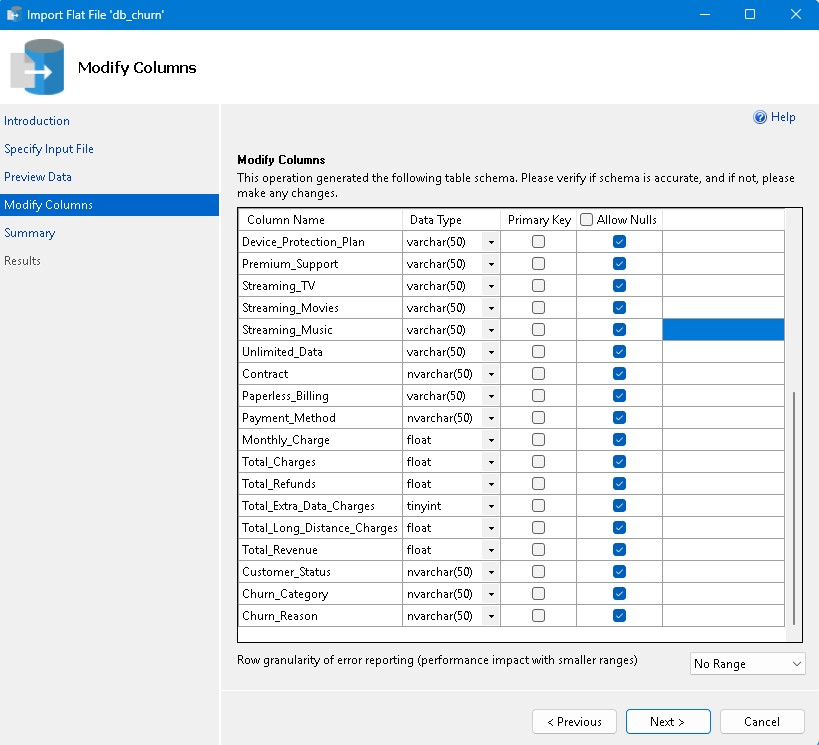 Import Flat File 'db_churn'
Modify Columns
Introduction
Specify Input File
Preview Data
Modify Columns
Summary
Results
Help
Modify Columns
This operation generated the following table schema. Please verify if schema is accurate, and if not, please
make any changes.
Column Name Data Type Primary Key Allow Nulls
Device_Protection_Plan varchar(50)
Premium_Support varchar(50)
Streaming_TV varchar(50)
Streaming_Movies varchar(50)
Streaming_Music varchar(50)
Unlimited_Data varchar(50)
Contract nvarchar(50)
Paperless_Billing varchar(50)
Payment_Method nvarchar(50)
Monthly_Charge float
Total_Charges float
Total_Refunds float
Total_Extra_Data_Charges tinyint
Total_Long_Distance_Charges float
Total_Revenue float
Customer_Status nvarchar(50)
Churn_Category nvarchar(50)
Churn_Reason nvarchar(50)
Row granularity of error reporting (performance impact with smaller ranges) No Range
< Previous Next > Cancel